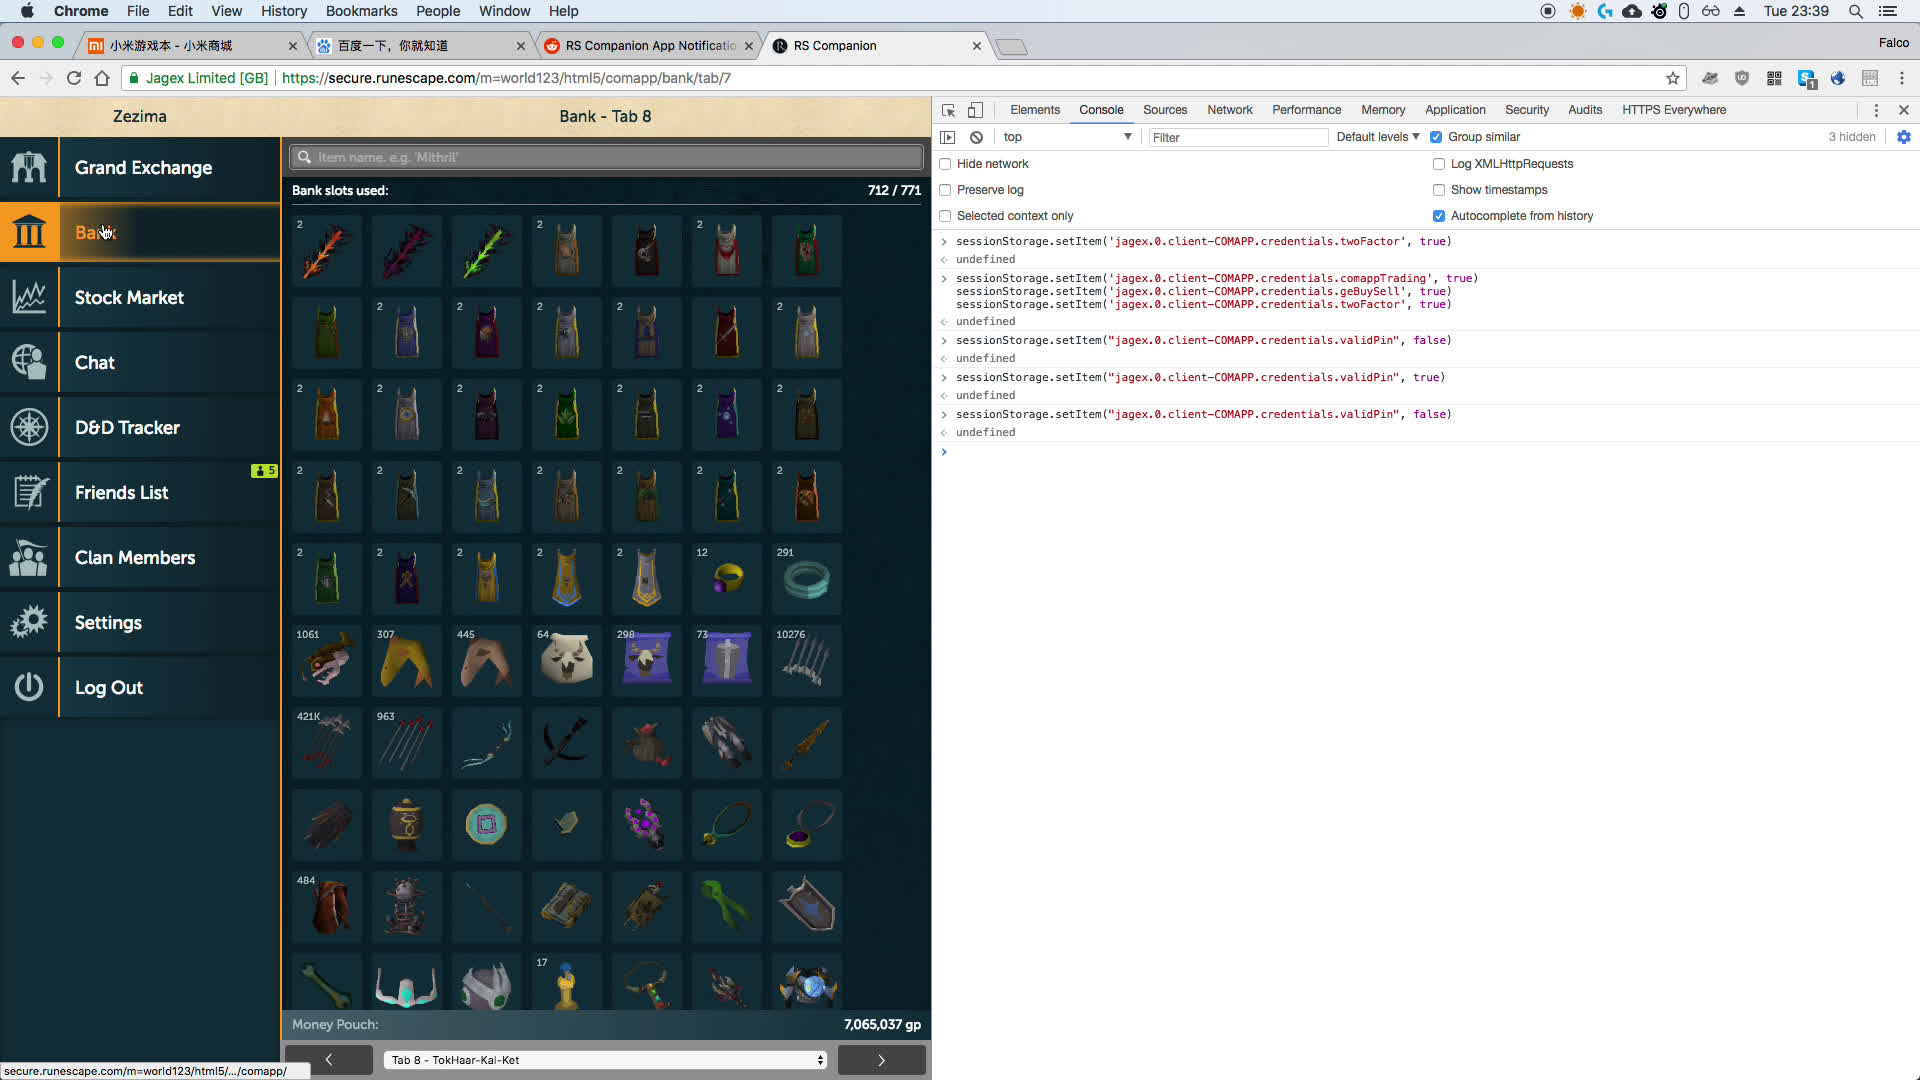 Chrome File Edit View History Bookmarks People Window Help
Tue 23:39
小米游戏本 - 小米商城
百度一下，你就知道
RS Companion App Notificatio
RS Companion
Falco
Jagex Limited [GB] https://secure.runescape.com/m=world123/html5/comapp/bank/tab/7
1
Zezima
Bank - Tab 8
Grand Exchange
Bank
Stock Market
Chat
D&D Tracker
5
Friends List
Clan Members
Settings
Log Out
Item name. e.g. 'Mithril'
Bank slots used: 712 / 771
2 2 2
2 2 2 2 2
2 2 2 2 2 2
2 2 2 2 2 2
2 2 2 2 2 12 291
1061 307 445 64 298 73 10276
421K 963
484
17
Money Pouch: 7,065,037 gp
Tab 8 - TokHaar-Kal-Ket
secure.runescape.com/m=world123/html5/.../comapp/
Elements Console Sources Network Performance Memory Application Security Audits HTTPS Everywhere
top Filter Default levels Group similar 3 hidden
Hide network Log XMLHttpRequests
Preserve log Show timestamps
Selected context only Autocomplete from history
sessionStorage.setItem('jagex.0.client-COMAPP.credentials.twoFactor', true)
undefined
sessionStorage.setItem('jagex.0.client-COMAPP.credentials.comappTrading', true)
sessionStorage.setItem('jagex.0.client-COMAPP.credentials.geBuySell', true)
sessionStorage.setItem('jagex.0.client-COMAPP.credentials.twoFactor', true)
undefined
sessionStorage.setItem("jagex.0.client-COMAPP.credentials.validPin", false)
undefined
sessionStorage.setItem("jagex.0.client-COMAPP.credentials.validPin", true)
undefined
sessionStorage.setItem("jagex.0.client-COMAPP.credentials.validPin", false)
undefined